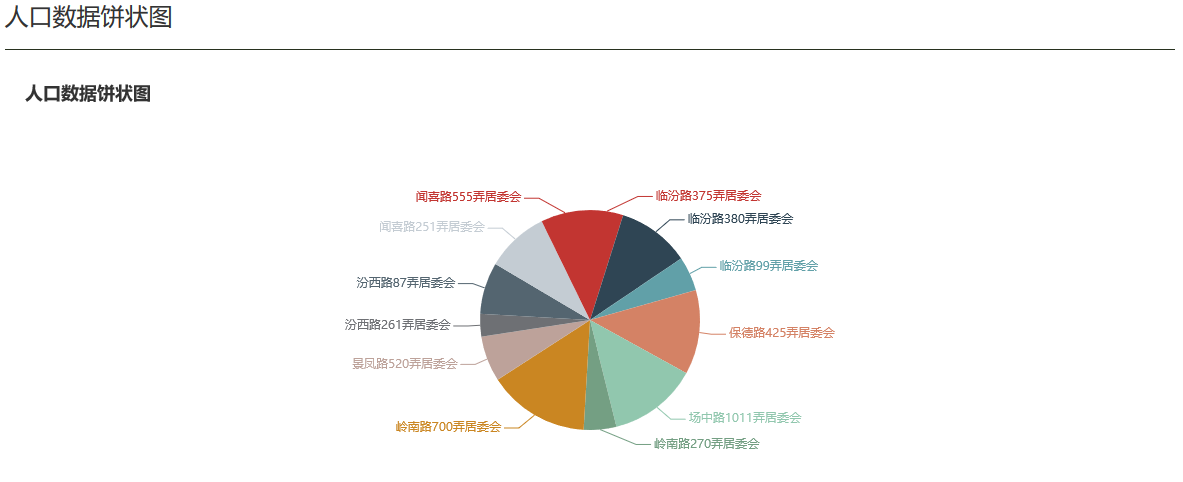 人口数据饼状图
人口数据饼状图
闻喜路555弄居委会
临汾路375弄居委会
闻喜路251弄居委会
临汾路380弄居委会
临汾路99弄居委会
汾西路87弄居委会
汾西路261弄居委会
保德路425弄居委会
景凤路520弄居委会
场中路1011弄居委会
岭南路700弄居委会
岭南路270弄居委会